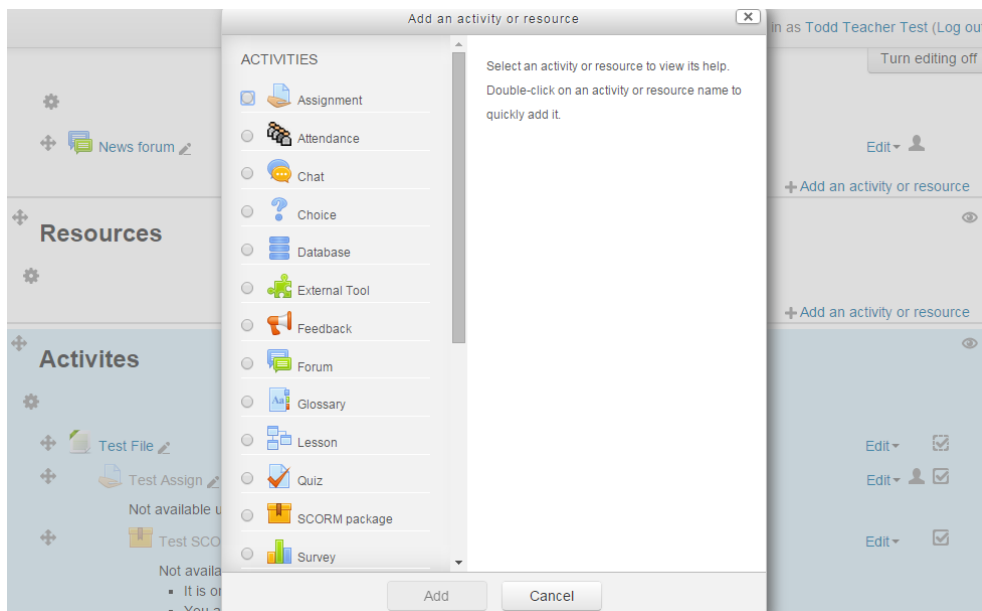 Add an activity or resource
in as Todd Teacher Test (Log ou
Turn editing off
News forum
Edit
Add an activity or resource
Resources
Add an activity or resource
Activites
Test File
Edit
Test Assign
Edit
Not available u
Test SCO
Edit
Not availa
It is o
You a
ACTIVITIES
Assignment
Attendance
Chat
Choice
Database
External Tool
Feedback
Forum
Aa
Glossary
Lesson
Quiz
SCORM package
Survey
Select an activity or resource to view its help.
Double-click on an activity or resource name to
quickly add it.
Add
Cancel